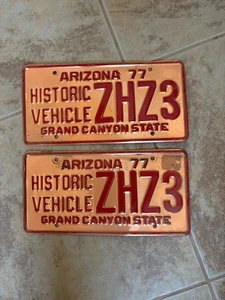 ARIZONA 77
HISTORIC
VEHICLE
ZHZ3
GRAND CANYON STATE
ARIZONA 77
HISTORIC
VEHICLE
ZHZ3
GRAND CANYON STATE